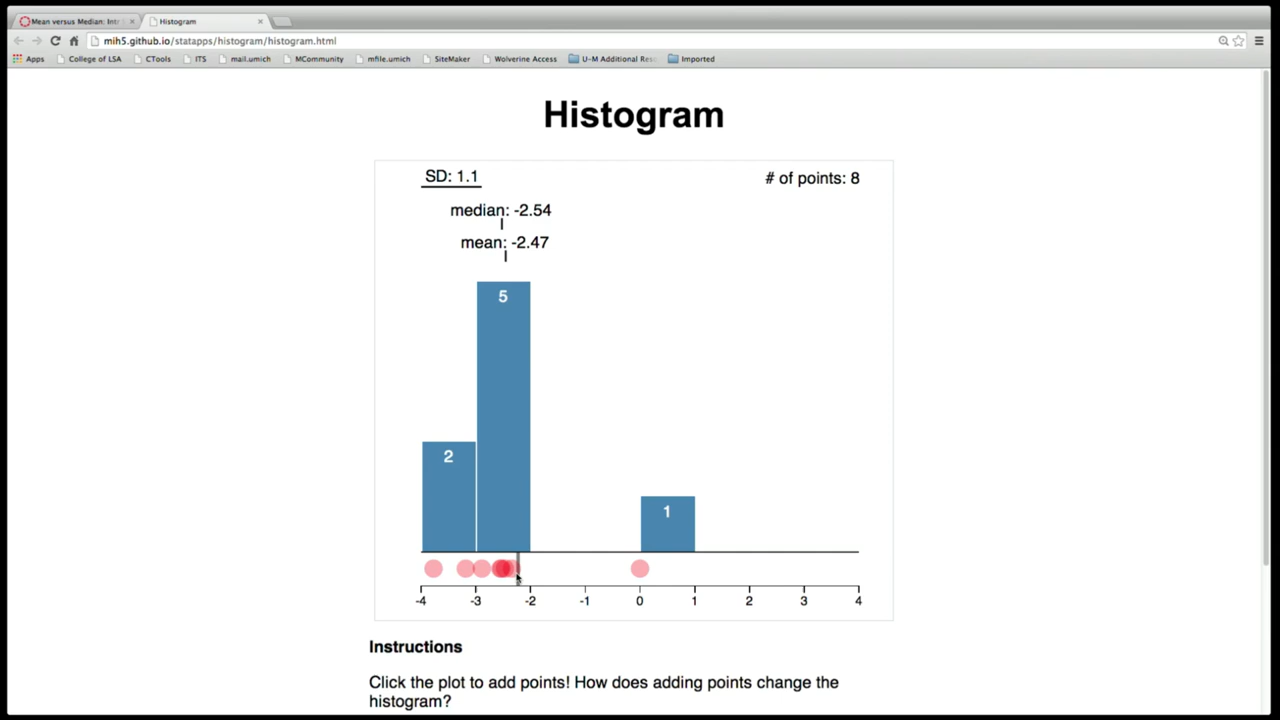 Mean versus Median: Intr
Histogram
mih5.github.io/statapps/histogram/histogram.html
Apps College of LSA CTools ITS mail.umich MCommunity mfile.umich SiteMaker Wolverine Access U-M Additional Reso Imported
Histogram
SD: 1.1
# of points: 8
median: -2.54
mean: -2.47
5
2
1
-4 -3 -2 -1 0 1 2 3 4
Instructions
Click the plot to add points! How does adding points change the
histogram?